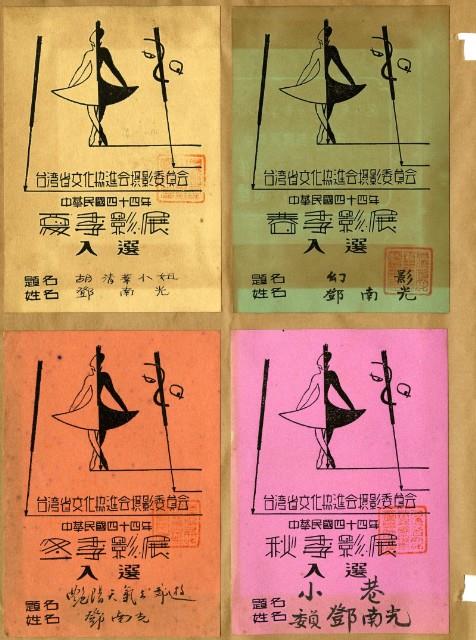 台湾省文化協進会撮影委員会
中華民國四十四年
夏季影展
入選
題名 胡清華小姐
姓名 鄧南光
台湾省文化協進会撮影委員会
中華民國四十四年
春季影展
入選
題名 幻影
姓名 鄧南光
台湾省文化協進会撮影委員会
中華民國四十四年
冬季影展
入選
題名 艷陽天氣好
姓名 鄧南光
台湾省文化協進会撮影委員会
中華民國四十四年
秋季影展
入選
題名 小巷
姓名 鄧南光